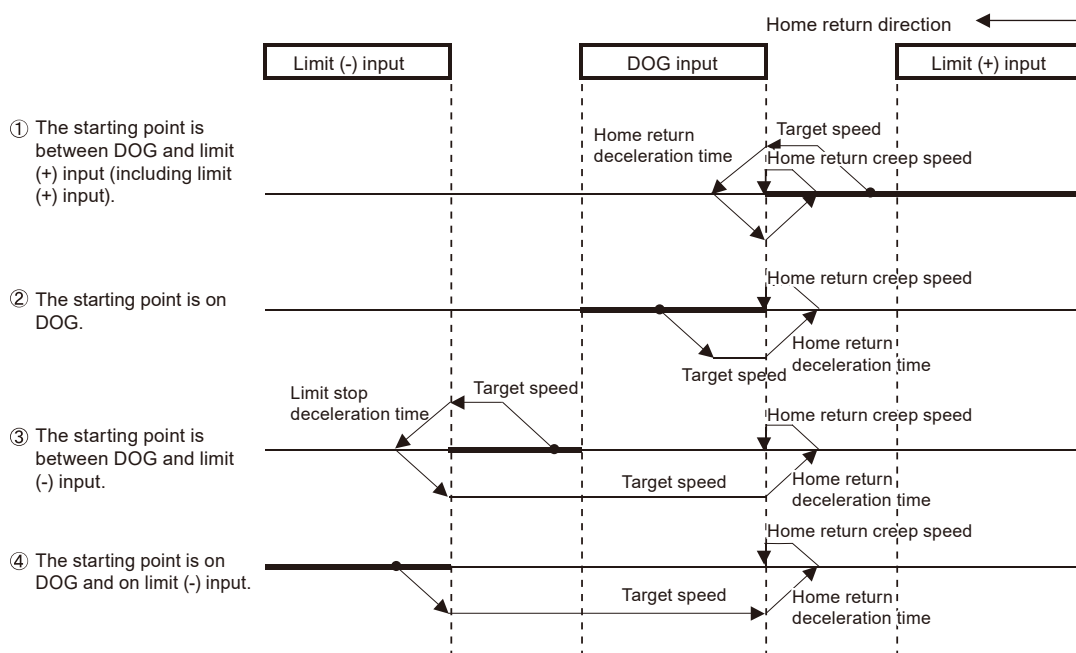 Home return direction
Limit (-) input
DOG input
Limit (+) input
① The starting point is
between DOG and limit
(+) input (including limit
(+) input).
Home return
deceleration time
Target speed
Home return creep speed
② The starting point is on
DOG.
Home return creep speed
Home return
deceleration time
Target speed
Limit stop
deceleration time
Target speed
③ The starting point is
between DOG and limit
(-) input.
Home return creep speed
Target speed
Home return
deceleration time
④ The starting point is on
DOG and on limit (-) input.
Home return creep speed
Target speed
Home return
deceleration time